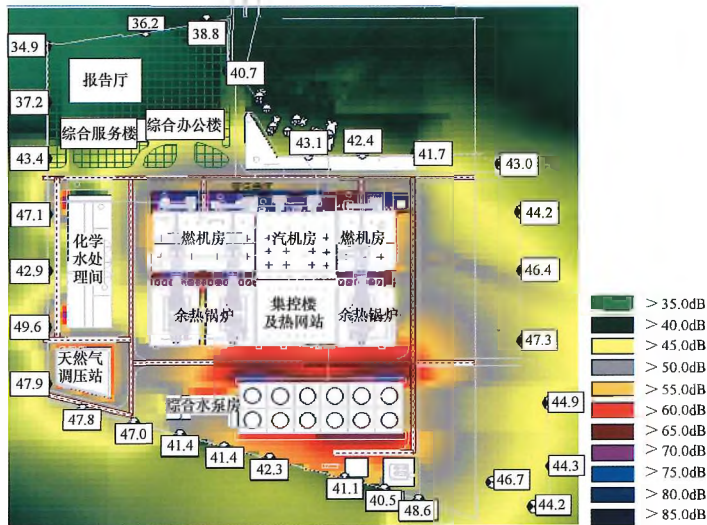 36.2
38.8
34.9
40.7
报告厅
37.2
综合服务楼
综合办公楼
43.1
42.4
41.7
43.4
43.0
47.1
44.2
化学
水处
理间
燃机房
汽机房
燃机房
42.9
46.4
余热锅炉
集控楼
及热网站
余热锅炉
49.6
47.3
天然气
调压站
47.9
47.8
47.0
综合水泵房
41.4
41.4
42.3
41.1
40.5
48.6
44.9
44.3
46.7
44.2
> 35.0dB
> 40.0dB
> 45.0dB
> 50.0dB
> 55.0dB
> 60.0dB
> 65.0dB
> 70.0dB
> 75.0dB
> 80.0dB
> 85.0dB